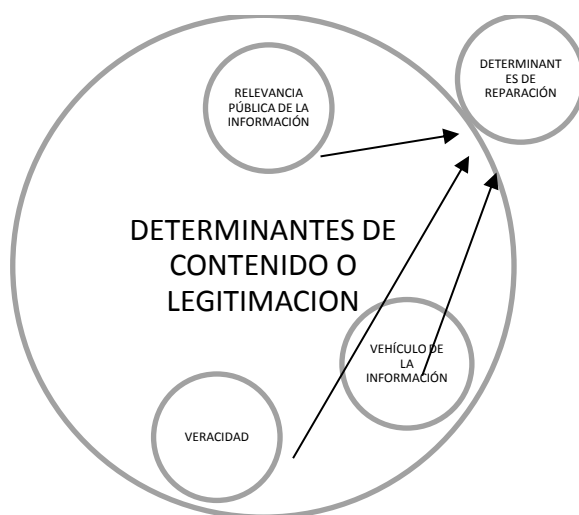 RELEVANCIA
PÚBLICA DE LA
INFORMACIÓN
DETERMINANT
ES DE
REPARACIÓN
DETERMINANTES DE
CONTENIDO O
LEGITIMACION
VEHÍCULO DE
LA
INFORMACIÓN
VERACIDAD